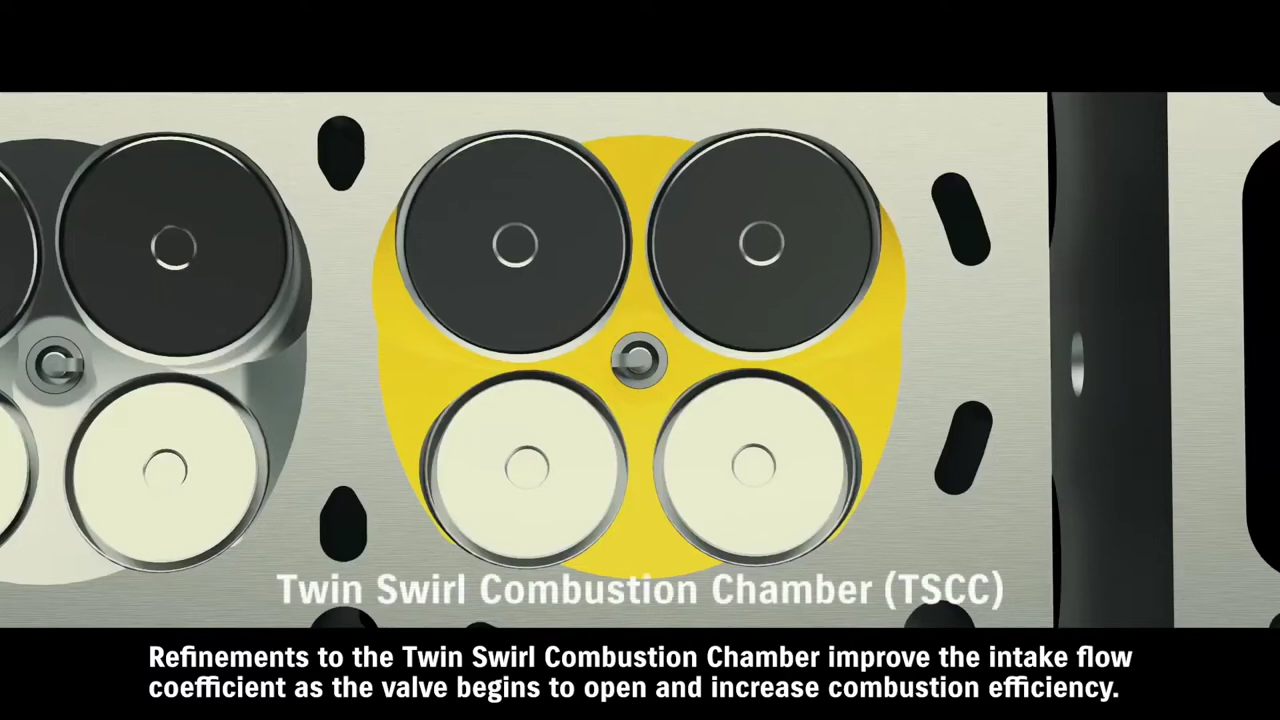 Twin Swirl Combustion Chamber (TSCC)
Refinements to the Twin Swirl Combustion Chamber improve the intake flow
coefficient as the valve begins to open and increase combustion efficiency.